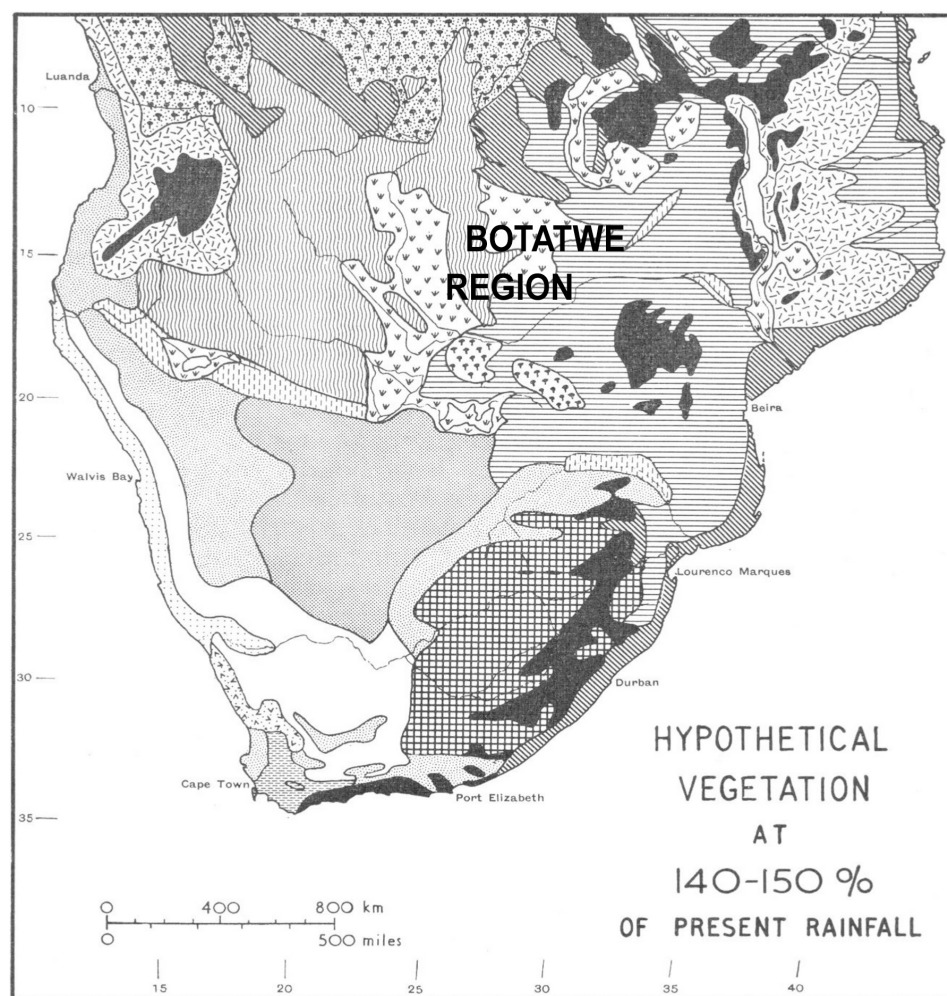 Luanda
10
BOTATWE
15
REGION
20
Beira
Walvis Bay
25
Lourenco Marques
30
Durban
HYPOTHETICAL
VEGETATION
Cape Town
Port Elizabeth
35
AT
140-150 %
OF PRESENT RAINFALL
0 400 800 km
0 500 miles
15 20 25 30 35 40